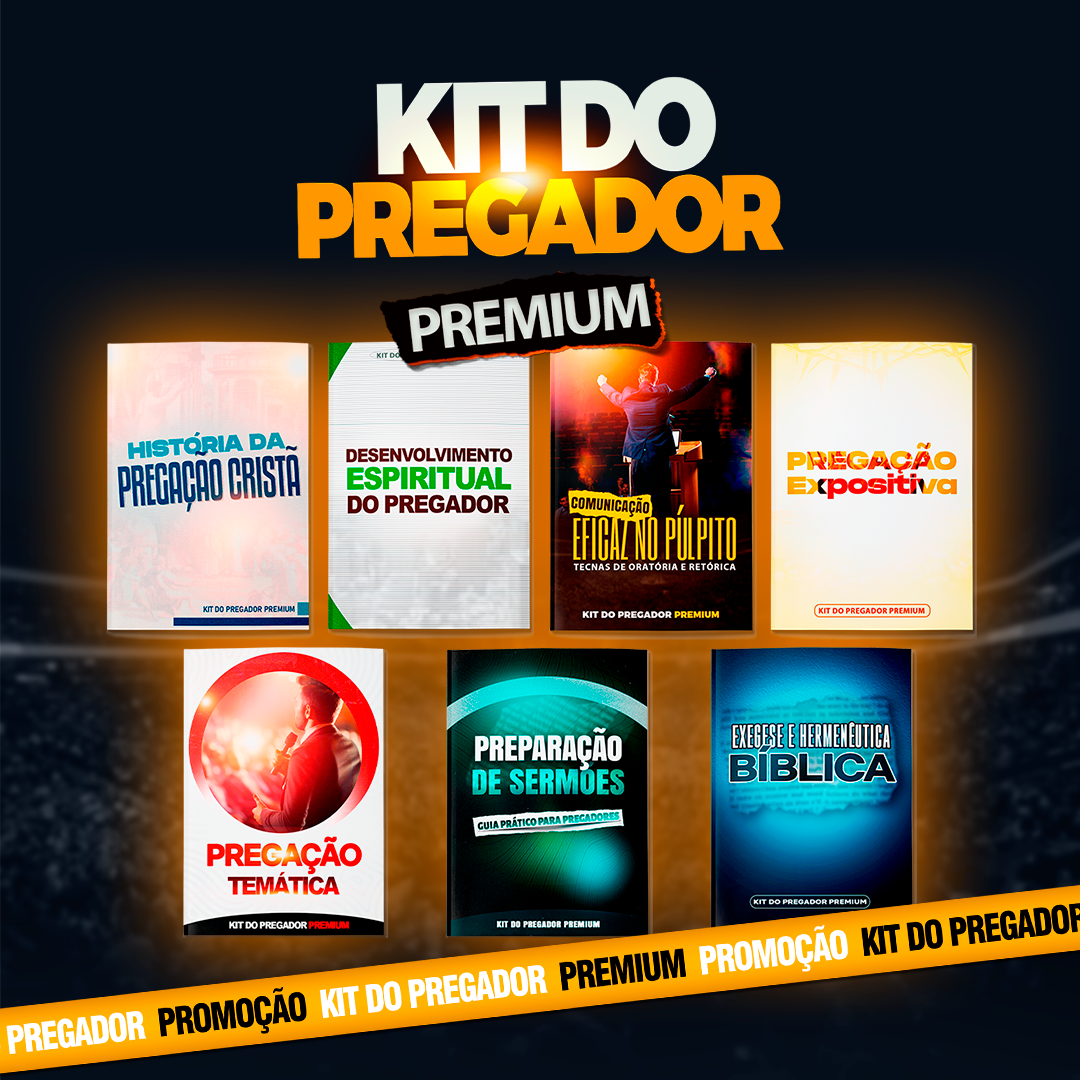 KIT DO
PREGADOR
PREMIUM
HISTÓRIA DA
PREGAÇÃO CRISTÃ
KIT DO PREGADOR PREMIUM
KIT DO
DESENVOLVIMENTO
ESPIRITUAL
DO PREGADOR
COMUNICAÇÃO
EFICAZ NO PÚLPITO
TECNAS DE ORATÓRIA E RETÓRICA
KIT DO PREGADOR PREMIUM
PREGAÇÃO
Expositiva
KIT DO PREGADOR PREMIUM
PREGAÇÃO
TEMÁTICA
KIT DO PREGADOR PREMIUM
PREPARAÇÃO
DE SERMÕES
GUIA PRÁTICO PARA PREGADORES
KIT DO PREGADOR PREMIUM
EXEGESE E HERMENÊUTICA
BÍBLICA
KIT DO PREGADOR PREMIUM
PREGADOR PROMOÇÃO KIT DO PREGADOR PREMIUM PROMOÇÃO KIT DO PREGADOR